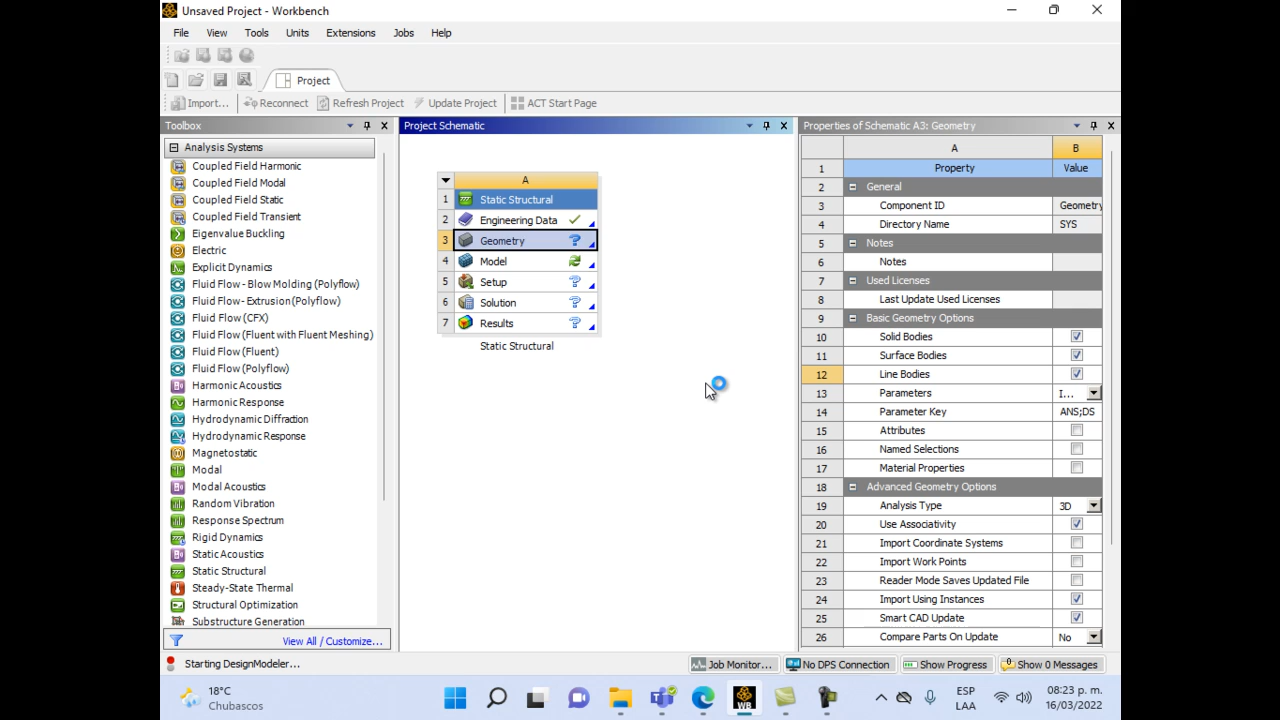 Unsaved Project - Workbench
File View Tools Units Extensions Jobs Help
Project
Import... Reconnect Refresh Project Update Project ACT Start Page
Toolbox
Analysis Systems
Coupled Field Harmonic
Coupled Field Modal
Coupled Field Static
Coupled Field Transient
Eigenvalue Buckling
Electric
Explicit Dynamics
Fluid Flow - Blow Molding (Polyflow)
Fluid Flow - Extrusion (Polyflow)
Fluid Flow (CFX)
Fluid Flow (Fluent with Fluent Meshing)
Fluid Flow (Fluent)
Fluid Flow (Polyflow)
Harmonic Acoustics
Harmonic Response
Hydrodynamic Diffraction
Hydrodynamic Response
Magnetostatic
Modal
Modal Acoustics
Random Vibration
Response Spectrum
Rigid Dynamics
Static Acoustics
Static Structural
Steady-State Thermal
Structural Optimization
Substructure Generation
View All / Customize...
Project Schematic
A
1 Static Structural
2 Engineering Data
3 Geometry ?
4 Model
5 Setup ?
6 Solution ?
7 Results ?
Static Structural
Properties of Schematic A3: Geometry
A B
1 Property Value
2 General
3 Component ID Geometry
4 Directory Name SYS
5 Notes
6 Notes
7 Used Licenses
8 Last Update Used Licenses
9 Basic Geometry Options
10 Solid Bodies
11 Surface Bodies
12 Line Bodies
13 Parameters I...
14 Parameter Key ANS;DS
15 Attributes
16 Named Selections
17 Material Properties
18 Advanced Geometry Options
19 Analysis Type 3D
20 Use Associativity
21 Import Coordinate Systems
22 Import Work Points
23 Reader Mode Saves Updated File
24 Import Using Instances
25 Smart CAD Update
26 Compare Parts On Update No
Starting DesignModeler... Job Monitor... No DPS Connection Show Progress Show 0 Messages
18°C
Chubascos
WB
ESP
LAA
08:23 p. m.
16/03/2022